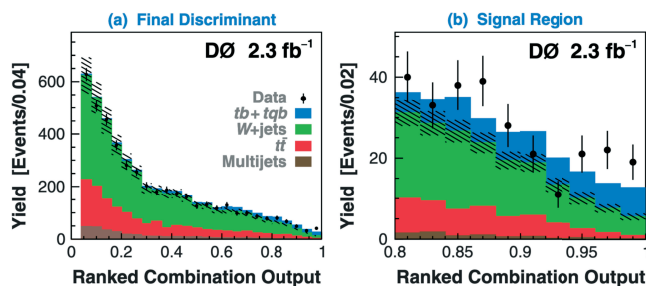 (a) Final Discriminant
DØ 2.3 fb⁻¹
Yield [Events/0.04]
600
400
200
0
Data
tb+tqb
W+jets
tt̄
Multijets
0 0.2 0.4 0.6 0.8 1
Ranked Combination Output
(b) Signal Region
DØ 2.3 fb⁻¹
Yield [Events/0.02]
40
20
0
0.8 0.85 0.9 0.95 1
Ranked Combination Output